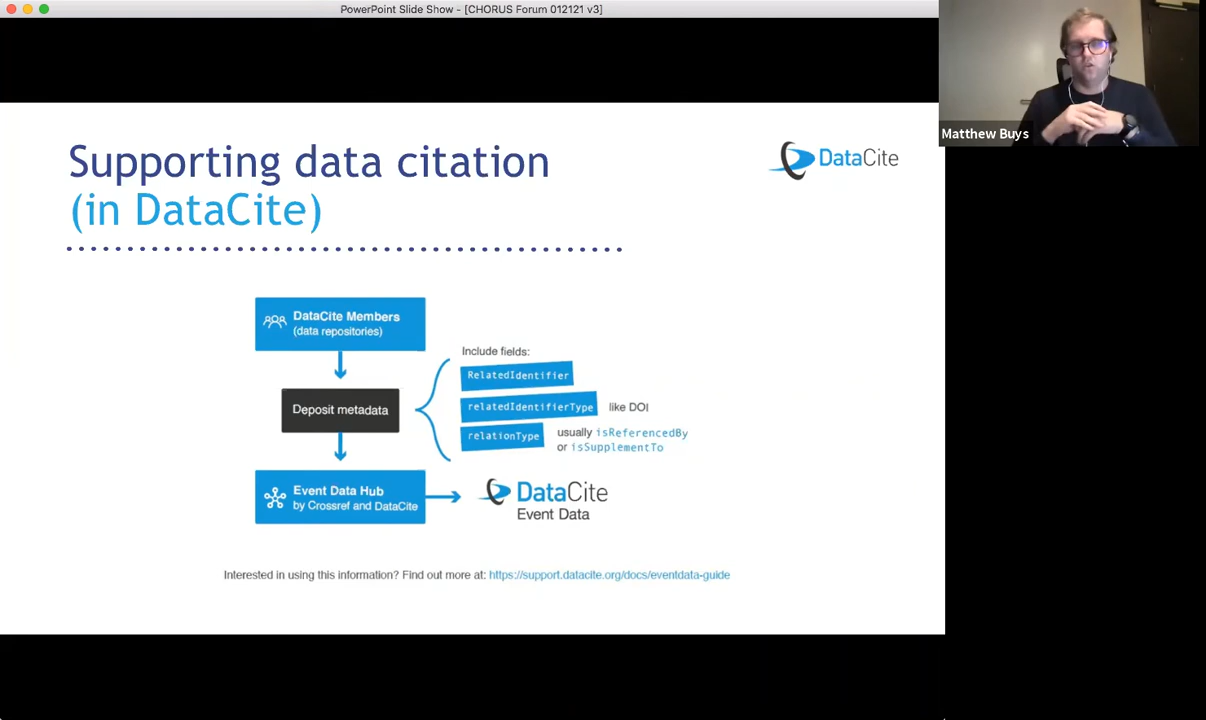 PowerPoint Slide Show - [CHORUS Forum 012121 v3]
Matthew Buys
Supporting data citation
(in DataCite)
DataCite
DataCite Members
(data repositories)
Deposit metadata
Include fields:
RelatedIdentifier
relatedIdentifierType like DOI
relationType usually isReferencedBy
or isSupplementTo
Event Data Hub
by Crossref and DataCite
DataCite
Event Data
Interested in using this information? Find out more at: https://support.datacite.org/docs/eventdata-guide